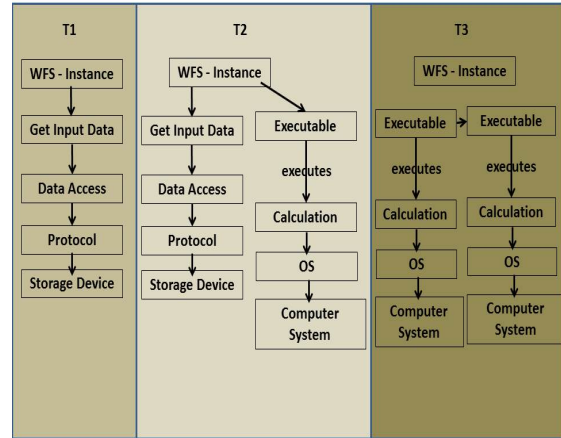 T1
WFS - Instance
Get Input Data
Data Access
Protocol
Storage Device
T2
WFS - Instance
Get Input Data
Data Access
Protocol
Storage Device
Executable
executes
Calculation
OS
Computer
System
T3
WFS - Instance
Executable
executes
Calculation
OS
Computer
System
Executable
executes
Calculation
OS
Computer
System